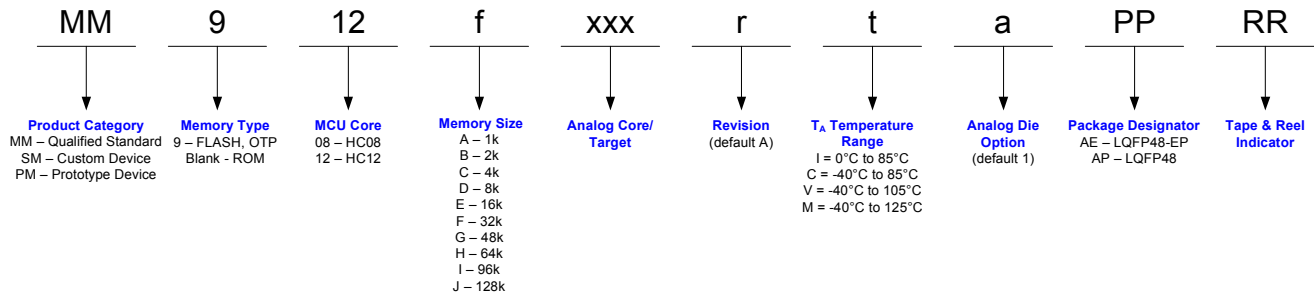 MM 9 12 f xxx r t a PP RR
Product Category
MM – Qualified Standard
SM – Custom Device
PM – Prototype Device
Memory Type
9 – FLASH, OTP
Blank - ROM
MCU Core
08 – HC08
12 – HC12
Memory Size
A – 1k
B – 2k
C – 4k
D – 8k
E – 16k
F – 32k
G – 48k
H – 64k
I – 96k
J – 128k
Analog Core/
Target
Revision
(default A)
TA Temperature
Range
I = 0°C to 85°C
C = -40°C to 85°C
V = -40°C to 105°C
M = -40°C to 125°C
Analog Die
Option
(default 1)
Package Designator
AE – LQFP48-EP
AP – LQFP48
Tape & Reel
Indicator